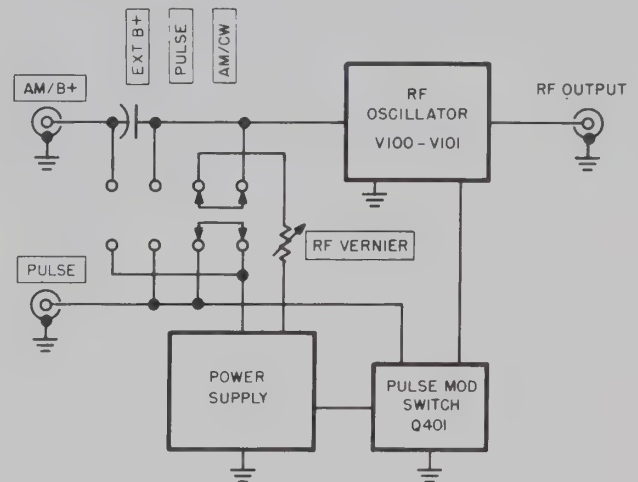 EXT B+
PULSE
AM/CW
AM/B+
RF
OSCILLATOR
V100-V101
RF OUTPUT
RF VERNIER
PULSE
POWER
SUPPLY
PULSE MOD
SWITCH
Q401